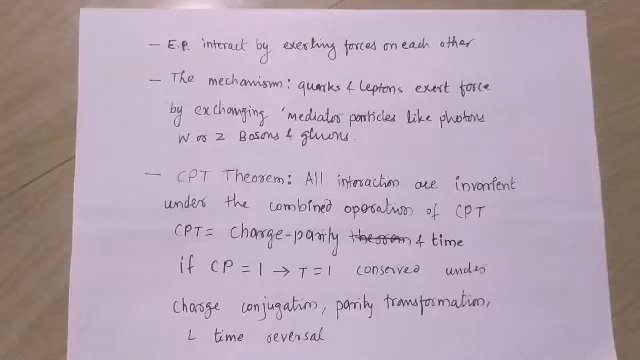 - E.P. interact by exerting forces on each other
- The mechanism: quarks & leptons exert force
by exchanging 'mediator particles like photons
W or Z Bosons & gluons.
- CPT Theorem: All interaction are invarient
under the combined operation of CPT
CPT = Charge-parity theorem & time
if CP = 1 → T = 1 conserved under
charge conjugation, parity transformation,
& time reversal